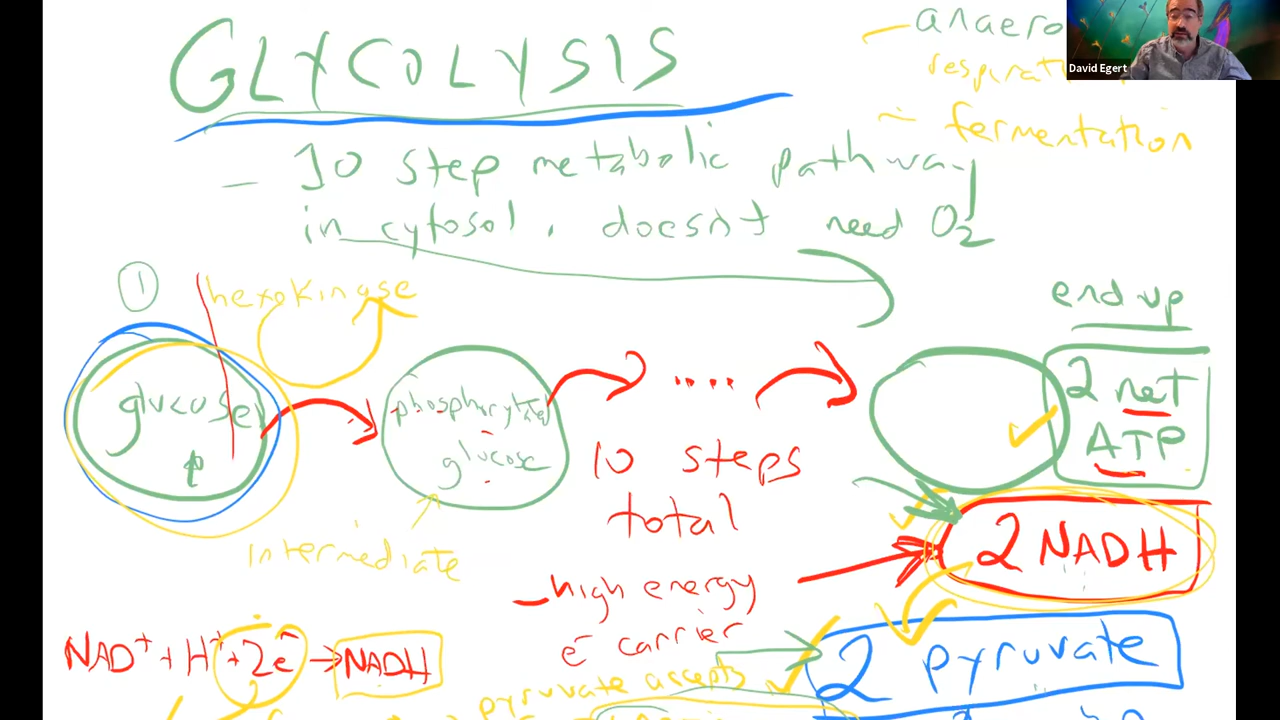 GLYCOLYSIS
- anaero
respirat
~ fermentation
David Egert
- 10 step metabolic pathway
in cytosol. doesn't need O2
1
hexokinase
end up
glucose
p
phosphorylated
glucose
....
10 steps
total
2 net
ATP
intermediate
2 NADH
- high energy
e- carrier
NAD+ + H+ + 2e- → NADH
2 pyruvate
pyruvate accepts